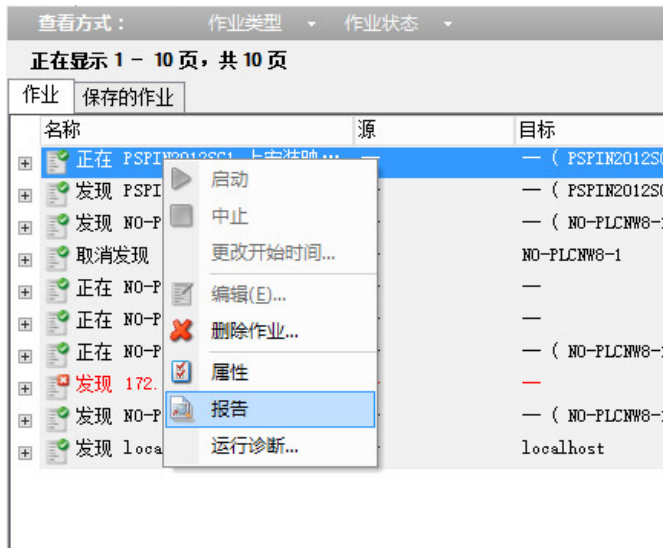 查看方式： 作业类型 作业状态
正在显示 1 - 10 页，共 10 页
作业 保存的作业
名称 源 目标
正在 PSPIN2012SC1 上安装映... — — ( PSPIN2012S
发现 PSPI — ( PSPIN2012S
发现 NO-P — ( NO-PLCNW8-1
取消发现 NO-PLCNW8-1
正在 NO-P —
正在 NO-P —
正在 NO-P — ( NO-PLCNW8-1
发现 172. —
发现 NO-P — ( NO-PLCNW8-1
发现 loca localhost
启动
中止
更改开始时间...
编辑(E)...
删除作业...
属性
报告
运行诊断...